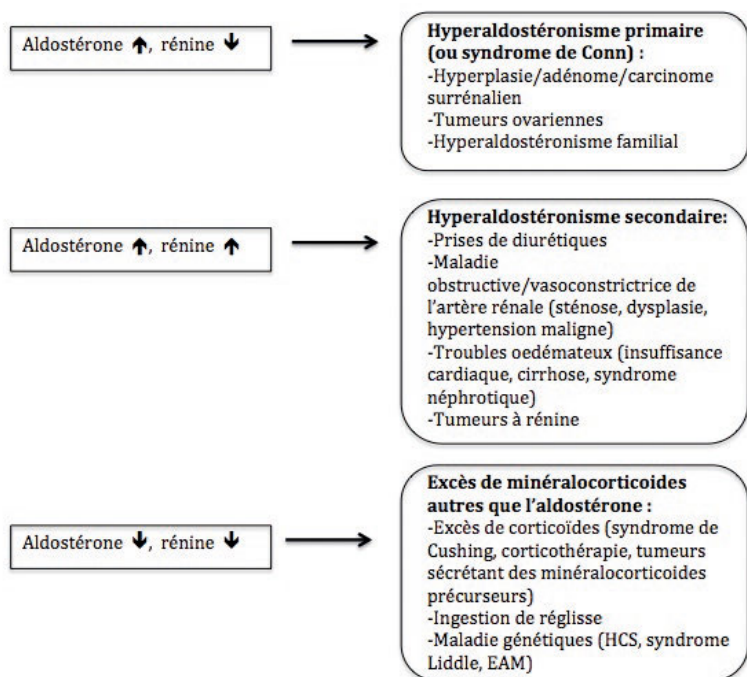 Aldostérone ↑, rénine ↓
Hyperaldostéronisme primaire
(ou syndrome de Conn) :
-Hyperplasie/adénome/carcinome
surrénalien
-Tumeurs ovariennes
-Hyperaldostéronisme familial
Aldostérone ↑, rénine ↑
Hyperaldostéronisme secondaire:
-Prises de diurétiques
-Maladie
obstructive/vasoconstrictrice de
l'artère rénale (sténose, dysplasie,
hypertension maligne)
-Troubles oedémateux (insuffisance
cardiaque, cirrhose, syndrome
néphrotique)
-Tumeurs à rénine
Aldostérone ↓, rénine ↓
Excès de minéralocorticoides
autres que l'aldostérone :
-Excès de corticoïdes (syndrome de
Cushing, corticothérapie, tumeurs
sécrétant des minéralocorticoides
précurseurs)
-Ingestion de réglisse
-Maladie génétiques (HCS, syndrome
Liddle, EAM)